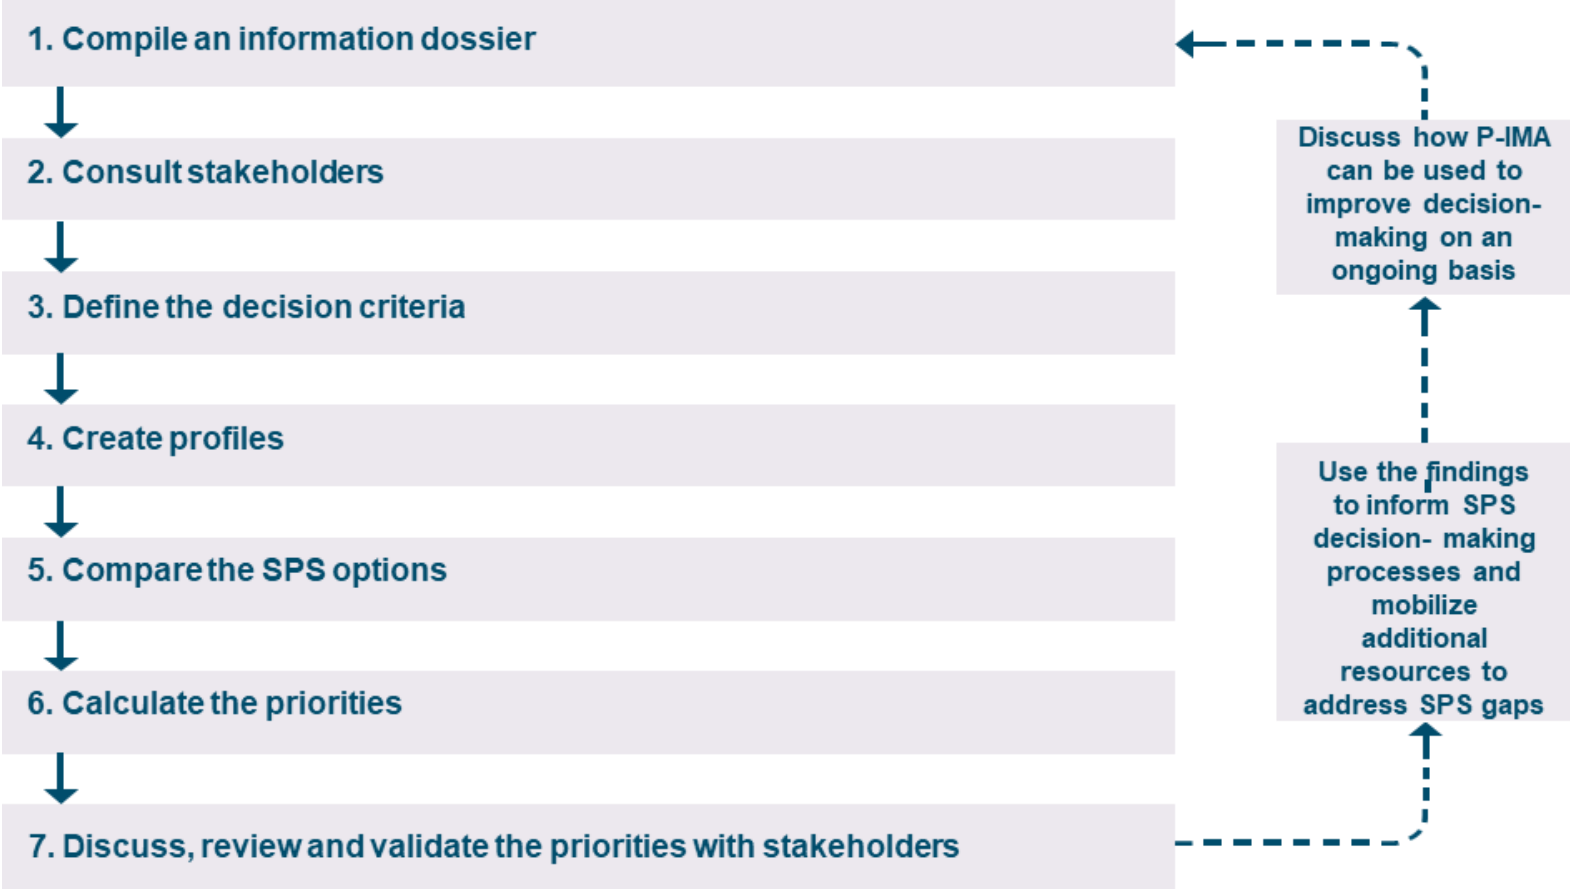 1. Compile an information dossier
2. Consult stakeholders
3. Define the decision criteria
4. Create profiles
5. Compare the SPS options
6. Calculate the priorities
7. Discuss, review and validate the priorities with stakeholders
Discuss how P-IMA
can be used to
improve decision-
making on an
ongoing basis
Use the findings
to inform SPS
decision- making
processes and
mobilize
additional
resources to
address SPS gaps